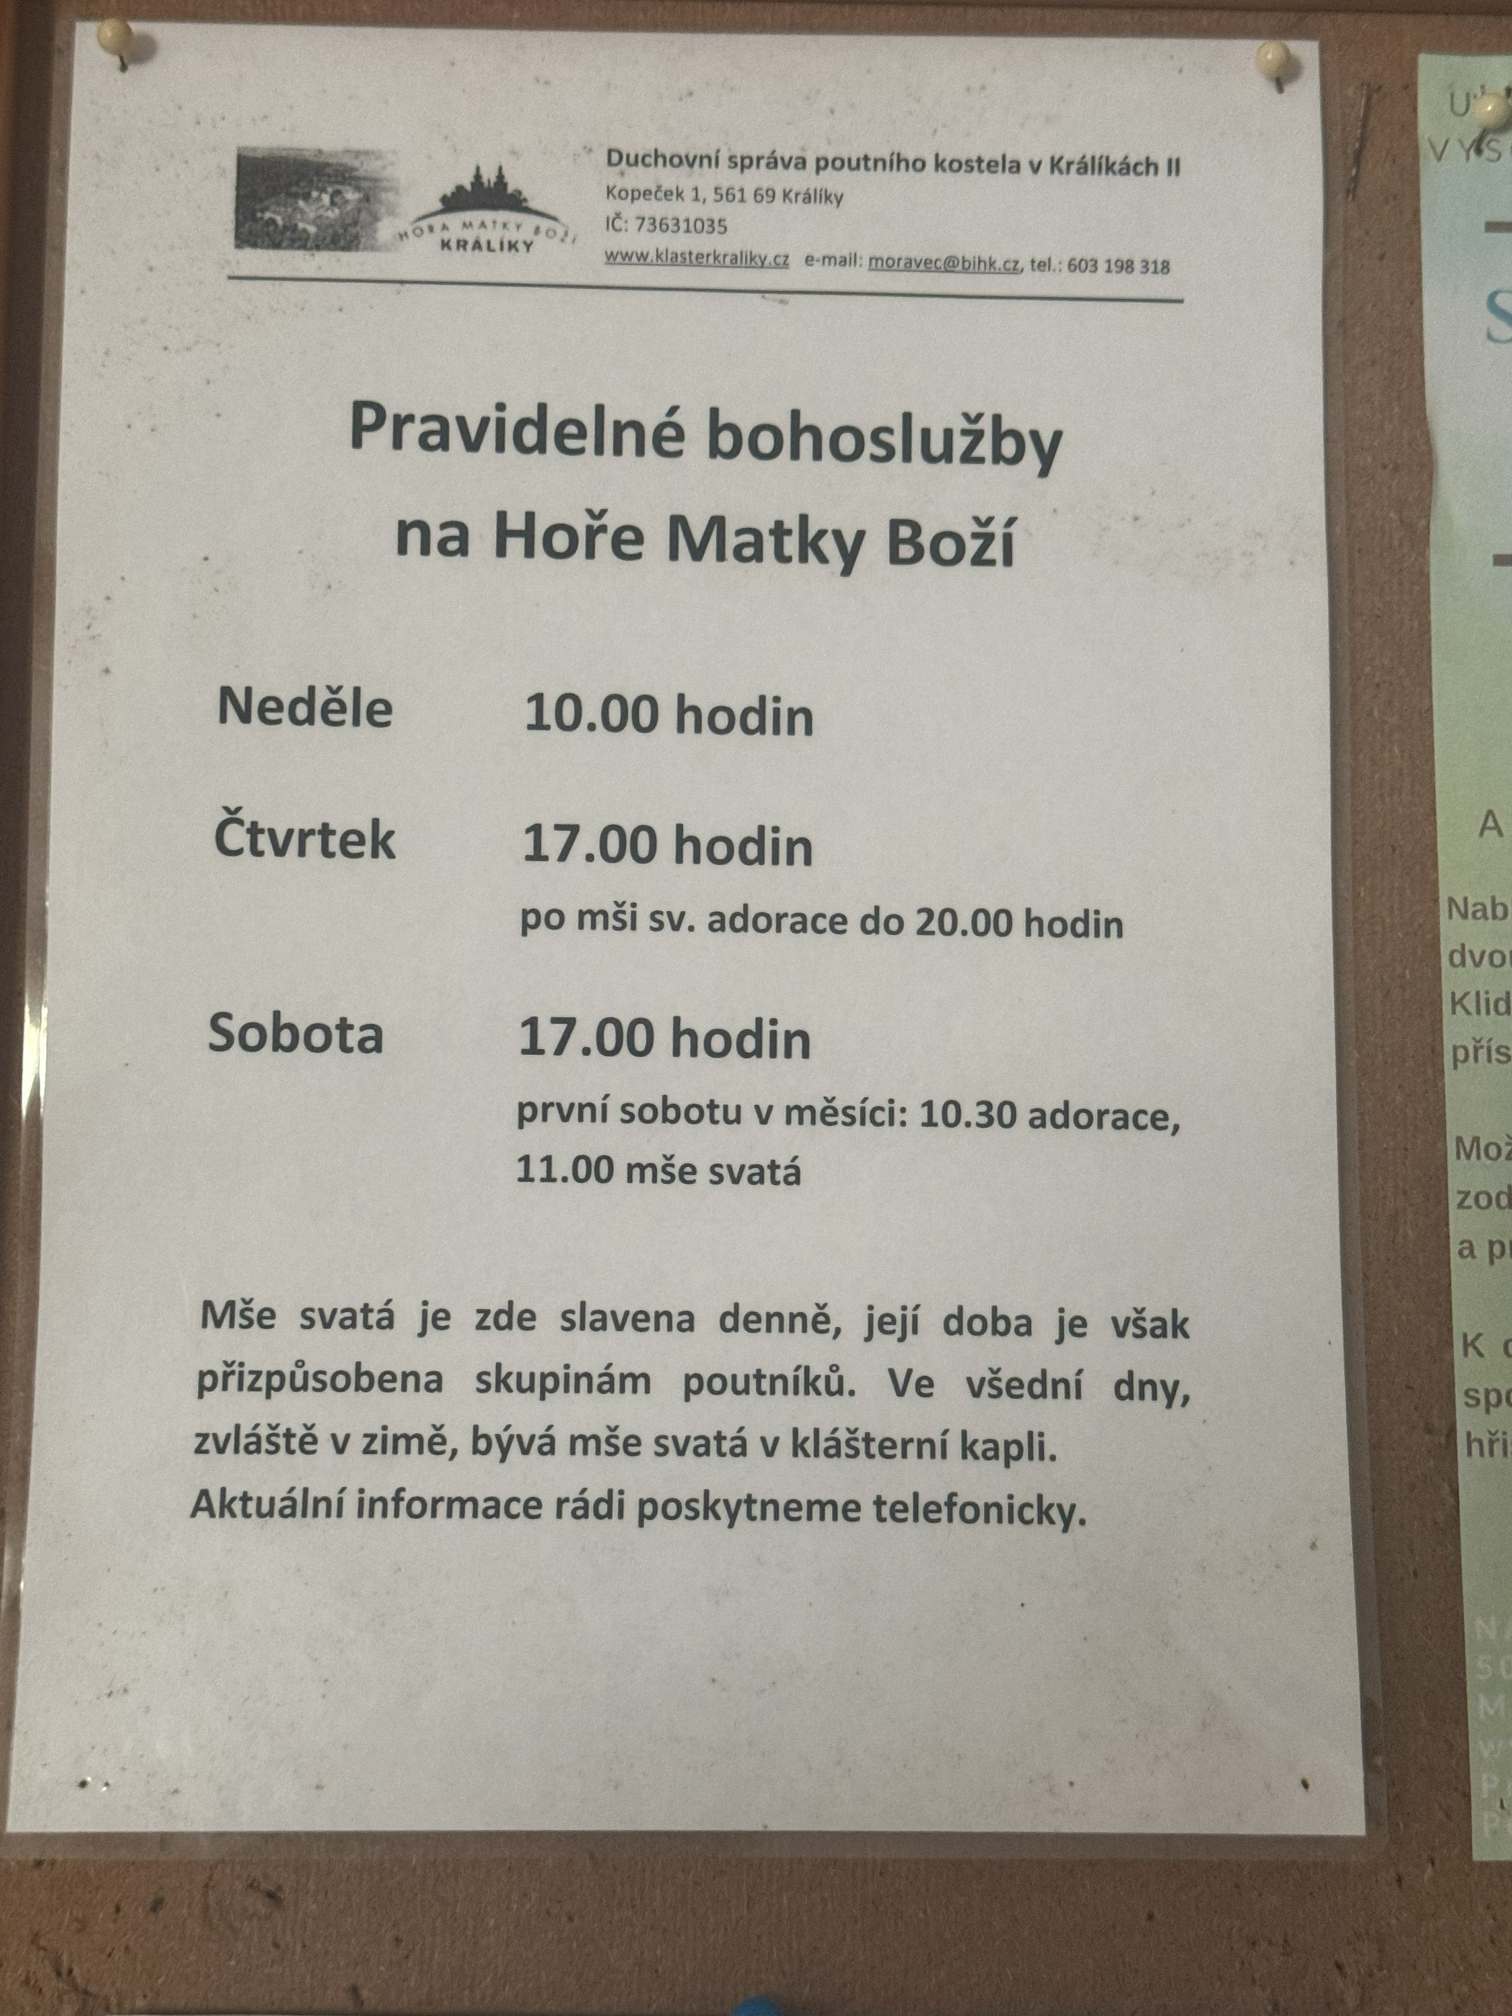 HORA MATKY BOŽÍ
KRÁLÍKY
Duchovní správa poutního kostela v Králíkách II
Kopeček 1, 561 69 Králíky
IČ: 73631035
www.klasterkraliky.cz e-mail: moravec@bihk.cz, tel.: 603 198 318
Pravidelné bohoslužby
na Hoře Matky Boží
Neděle 10.00 hodin
Čtvrtek 17.00 hodin
po mši sv. adorace do 20.00 hodin
Sobota 17.00 hodin
první sobotu v měsíci: 10.30 adorace,
11.00 mše svatá
Mše svatá je zde slavena denně, její doba je však
přizpůsobena skupinám poutníků. Ve všední dny,
zvláště v zimě, bývá mše svatá v klášterní kapli.
Aktuální informace rádi poskytneme telefonicky.
A
K
a